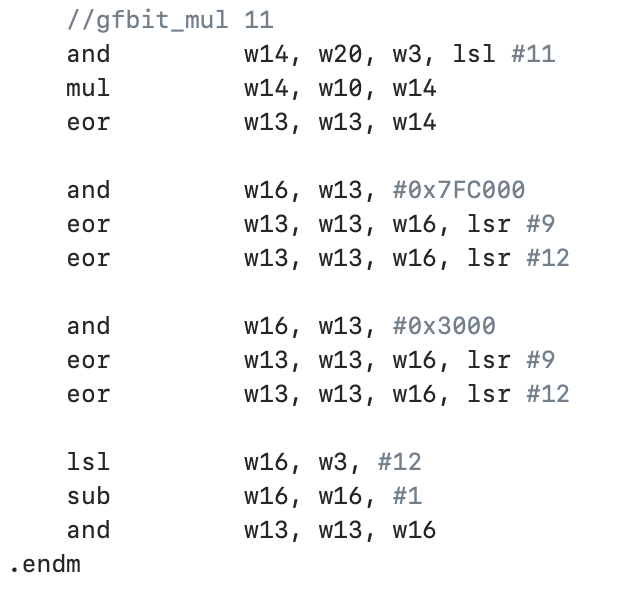 //gfbit_mul 11
and w14, w20, w3, lsl #11
mul w14, w10, w14
eor w13, w13, w14
and w16, w13, #0x7FC000
eor w13, w13, w16, lsr #9
eor w13, w13, w16, lsr #12
and w16, w13, #0x3000
eor w13, w13, w16, lsr #9
eor w13, w13, w16, lsr #12
lsl w16, w3, #12
sub w16, w16, #1
and w13, w13, w16
.endm